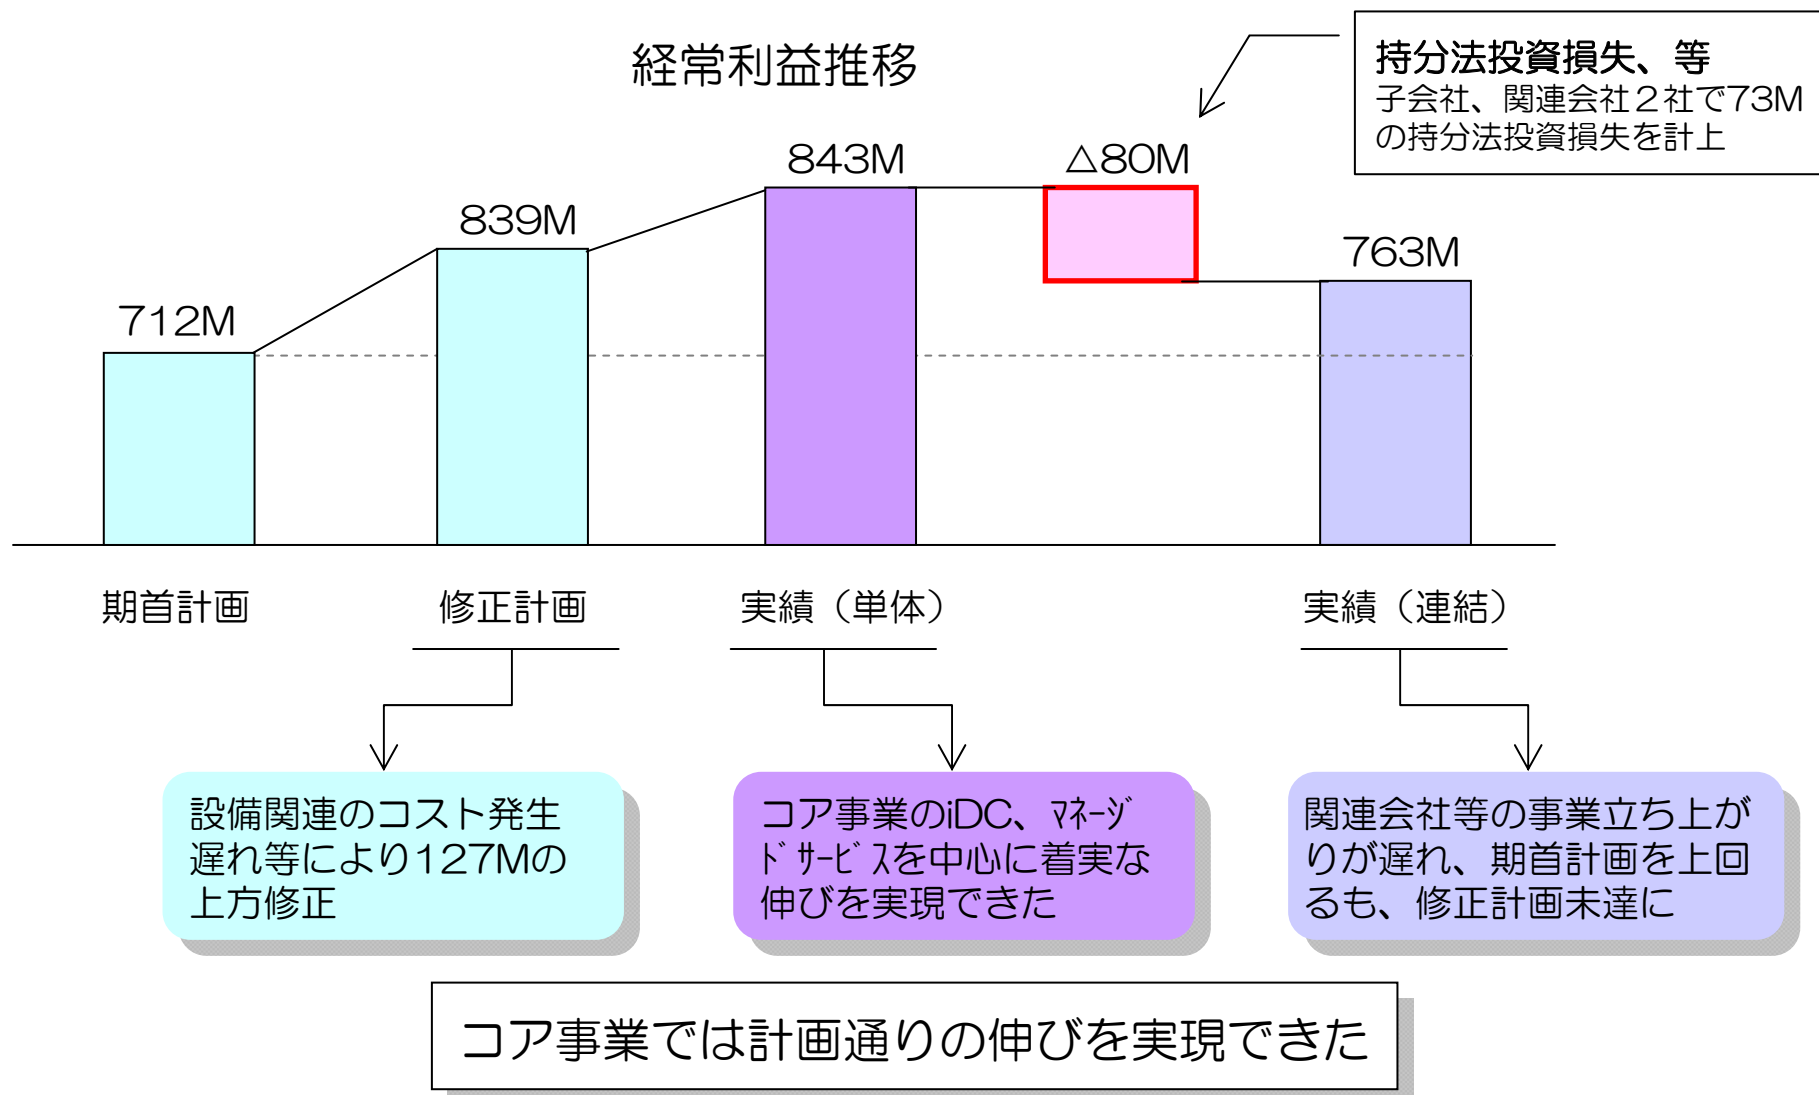 経常利益推移
持分法投資損失、等
子会社、関連会社２社で73M
の持分法投資損失を計上
712M
839M
843M
△80M
763M
期首計画
修正計画
実績（単体）
実績（連結）
設備関連のコスト発生
遅れ等により127Mの
上方修正
コア事業のiDC、ﾏﾈｰｼﾞ
ﾄﾞｻｰﾋﾞｽを中心に着実な
伸びを実現できた
関連会社等の事業立ち上が
りが遅れ、期首計画を上回
るも、修正計画未達に
コア事業では計画通りの伸びを実現できた